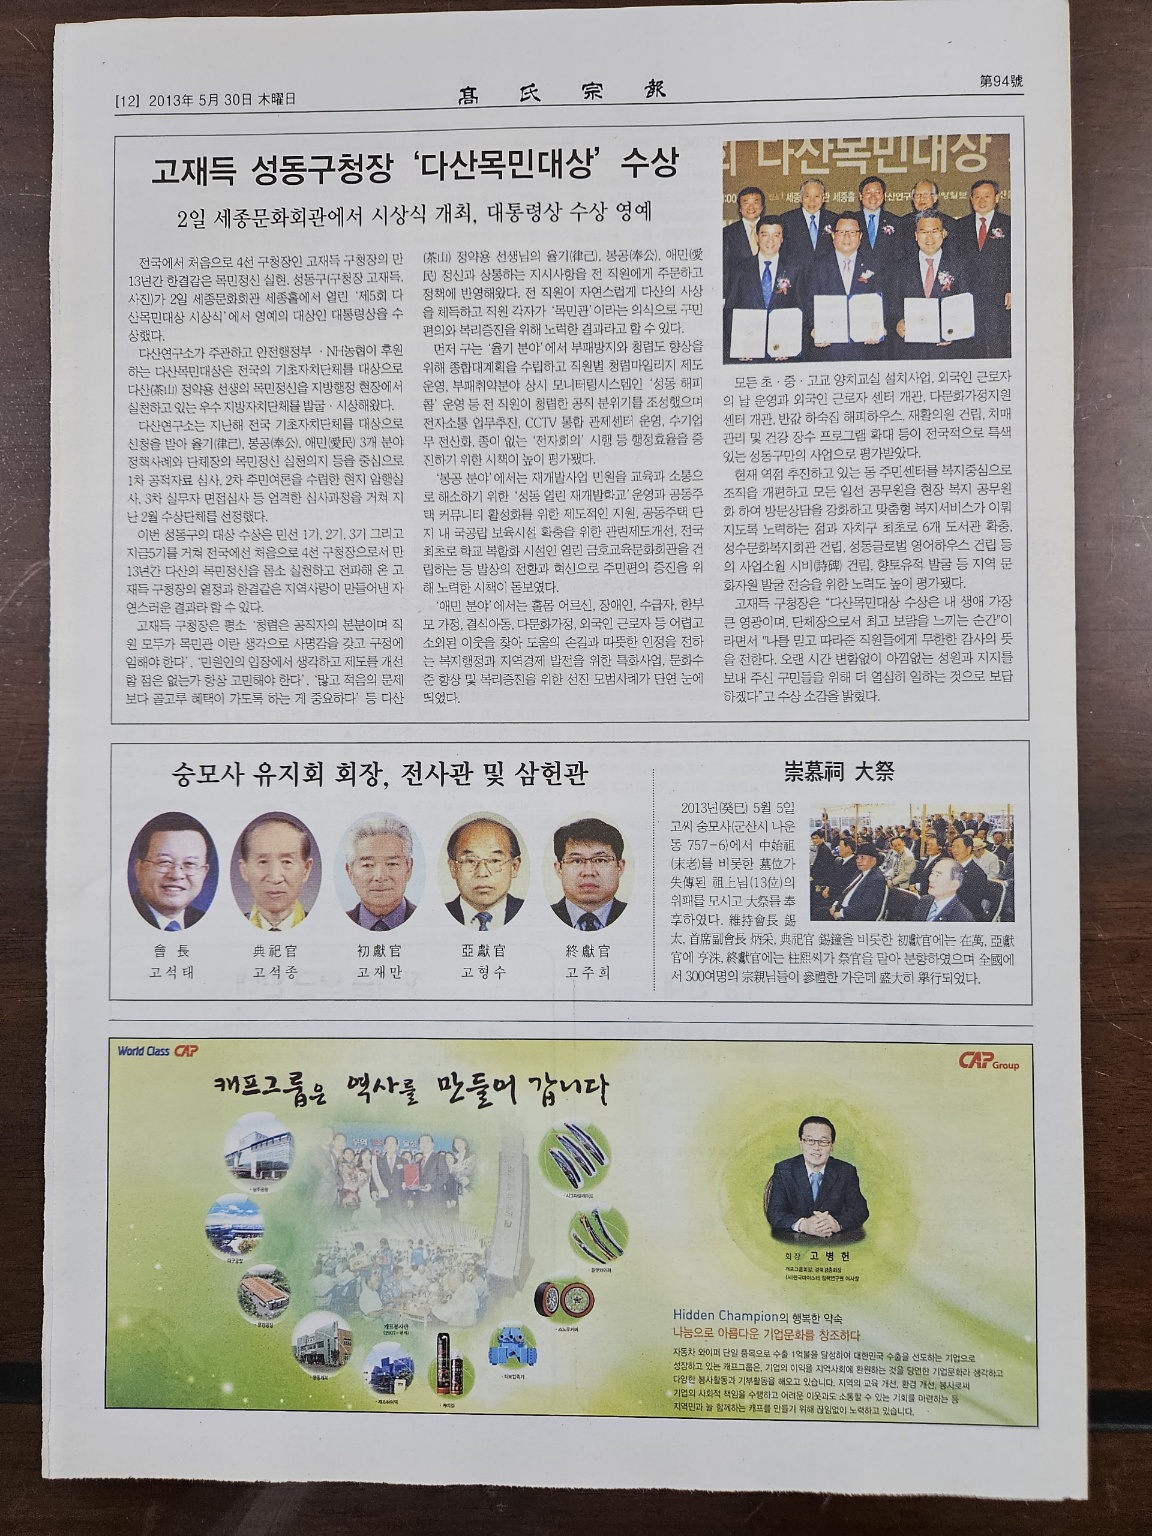 [12] 2013年 5月 30日 木曜日
高氏宗報
第94號
고재득 성동구청장 ‘다산목민대상’ 수상
2일 세종문화회관에서 시상식 개최, 대통령상 수상 영예
전국에서 처음으로 4선 구청장인 고재득 구청장의 만
13년간 한결같은 목민정신 실현. 성동구(구청장 고재득,
사진)가 2일 세종문화회관 세종홀에서 열린 ‘제5회 다
산목민대상 시상식’에서 영예의 대상인 대통령상을 수
상했다.
다산연구소가 주관하고 안전행정부 · NH농협이 후원
하는 다산목민대상은 전국의 기초자치단체를 대상으로
다산(茶山) 정약용 선생의 목민정신을 지방행정 현장에서
실천하고 있는 우수 지방자치단체를 발굴 · 시상해왔다.
다산연구소는 지난해 전국 기초자치단체를 대상으로
신청을 받아 율기(律己), 봉공(奉公), 애민(愛民) 3개 분야
정책사례와 단체장의 목민정신 실천의지 등을 중심으로
1차 공적자료 심사, 2차 주민여론을 수렴한 현지 암행실
사, 3차 실무자 면접심사 등 엄격한 심사과정을 거쳐 지
난 2월 수상단체를 선정했다.
이번 성동구의 대상 수상은 민선 1기, 2기, 3기 그리고
지금5기를 거쳐 전국에선 처음으로 4선 구청장으로서 만
13년간 다산의 목민정신을 몸소 실천하고 전파해 온 고
재득 구청장의 열정과 한결같은 지역사랑이 만들어낸 자
연스러운 결과라 할 수 있다.
고재득 구청장은 평소 ‘청렴은 공직자의 본분이며 직
원 모두가 목민관 이란 생각으로 사명감을 갖고 구정에
임해야 한다’, ‘민원인의 입장에서 생각하고 제도를 개선
할 점은 없는가 항상 고민해야 한다’, ‘많고 적음의 문제
보다 골고루 혜택이 가도록 하는 게 중요하다’ 등 다산
(茶山) 정약용 선생님의 율기(律己), 봉공(奉公), 애민(愛
民) 정신과 상통하는 지시사항을 전 직원에게 주문하고
정책에 반영해왔다. 전 직원이 자연스럽게 다산의 사상
을 체득하고 직원 각자가 ‘목민관’이라는 의식으로 구민
편의와 복리증진을 위해 노력한 결과라고 할 수 있다.
먼저 구는 ‘율기 분야’에서 부패방지와 청렴도 향상을
위해 종합대계획을 수립하고 직원별 청렴마일리지 제도
운영, 부패취약분야 상시 모니터링시스템인 ‘성동 해피
콜’ 운영 등 전 직원이 청렴한 공직 분위기를 조성했으며
전자소통 업무추진, CCTV 통합 관제센터 운영, 수기업
무 전산화, 종이 없는 ‘전자회의’ 시행 등 행정효율을 증
진하기 위한 시책이 높이 평가됐다.
‘봉공 분야’에서는 재개발사업 민원을 교육과 소통으
로 해소하기 위한 ‘성동 열린 재개발학교’ 운영과 공동주
택 커뮤니티 활성화를 위한 제도적인 지원, 공동주택 단
지 내 국공립 보육시설 확충을 위한 관련제도개선, 전국
최초로 학교 복합화 시설인 열린 금호교육문화회관을 건
립하는 등 발상의 전환과 혁신으로 주민편의 증진을 위
해 노력한 시책이 돋보였다.
‘애민 분야’에서는 홀몸 어르신, 장애인, 수급자, 한부
모 가정, 결식아동, 다문화가정, 외국인 근로자 등 어렵고
소외된 이웃을 찾아 도움의 손길과 따뜻한 인정을 전하
는 복지행정과 지역경제 발전을 위한 특화사업, 문화수
준 향상 및 복리증진을 위한 선진 모범사례가 단연 눈에
띄었다.
모든 초 · 중 · 고교 양치교실 설치사업, 외국인 근로자
의 날 운영과 외국인 근로자 센터 개관, 다문화가정지원
센터 개관, 반값 하숙집 해피하우스, 재활의원 건립, 치매
관리 및 건강 장수 프로그램 확대 등이 전국적으로 특색
있는 성동구만의 사업으로 평가받았다.
현재 역점 추진하고 있는 동 주민센터를 복지중심으로
조직을 개편하고 모든 일선 공무원을 현장 복지 공무원
화 하여 방문상담을 강화하고 맞춤형 복지서비스가 이뤄
지도록 노력하는 점과 자치구 최초로 6개 도서관 확충,
성수문화복지회관 건립, 성동글로벌 영어하우스 건립 등
의 사업소월 시비(詩碑) 건립, 향토유적 발굴 등 지역 문
화자원 발굴 전승을 위한 노력도 높이 평가됐다.
고재득 구청장은 “다산목민대상 수상은 내 생애 가장
큰 영광이며, 단체장으로서 최고 보답을 느끼는 순간”이
라면서 “나를 믿고 따라준 직원들에게 무한한 감사의 뜻
을 전한다. 오랜 시간 변함없이 아낌없는 성원과 지지를
보내 주신 구민들을 위해 더 열심히 일하는 것으로 보답
하겠다”고 수상 소감을 밝혔다.
다산목민대상
숭모사 유지회 회장, 전사관 및 삼헌관
會長 典祀官 初獻官 亞獻官 終獻官
고석태 고석종 고재만 고형수 고주희
崇慕祠 大祭
2013년(癸巳) 5월 5일
고씨 숭모사(군산시 나운
동 757-6)에서 中始祖
(末老)를 비롯한 墓位가
失傳된 祖上님(13位)의
위패를 모시고 大祭를 奉
享하였다. 維持會長 錫
太, 首席副會長 炳采, 典祀官 錫鐘을 비롯한 初獻官에는 在萬, 亞獻
官에 亨洙, 終獻官에는 柱熙씨가 祭官을 맡아 분향하였으며 全國에
서 300여명의 宗親님들이 參禮한 가운데 盛大히 擧行되었다.
World Class CAP
CAP Group
캐프그룹은 역사를 만들어 갑니다
회장 고병헌
Hidden Champion의 행복한 약속
나눔으로 아름다운 기업문화를 창조하다
자동차 와이퍼 단일 품목으로 수출 1억불을 달성하여 대한민국 수출을 선도하는 기업으로
성장하고 있는 캐프그룹은, 기업의 이익을 지역사회에 환원하는 것을 당연한 기업문화라 생각하고
다양한 봉사활동과 기부활동을 해오고 있습니다. 지역의 교육 개선, 환경 개선, 봉사로써
기업의 사회적 책임을 수행하고 어려운 이웃과도 소통할 수 있는 기회를 마련하는 등
지역민과 늘 함께하는 캐프를 만들기 위해 끊임없이 노력하고 있습니다.